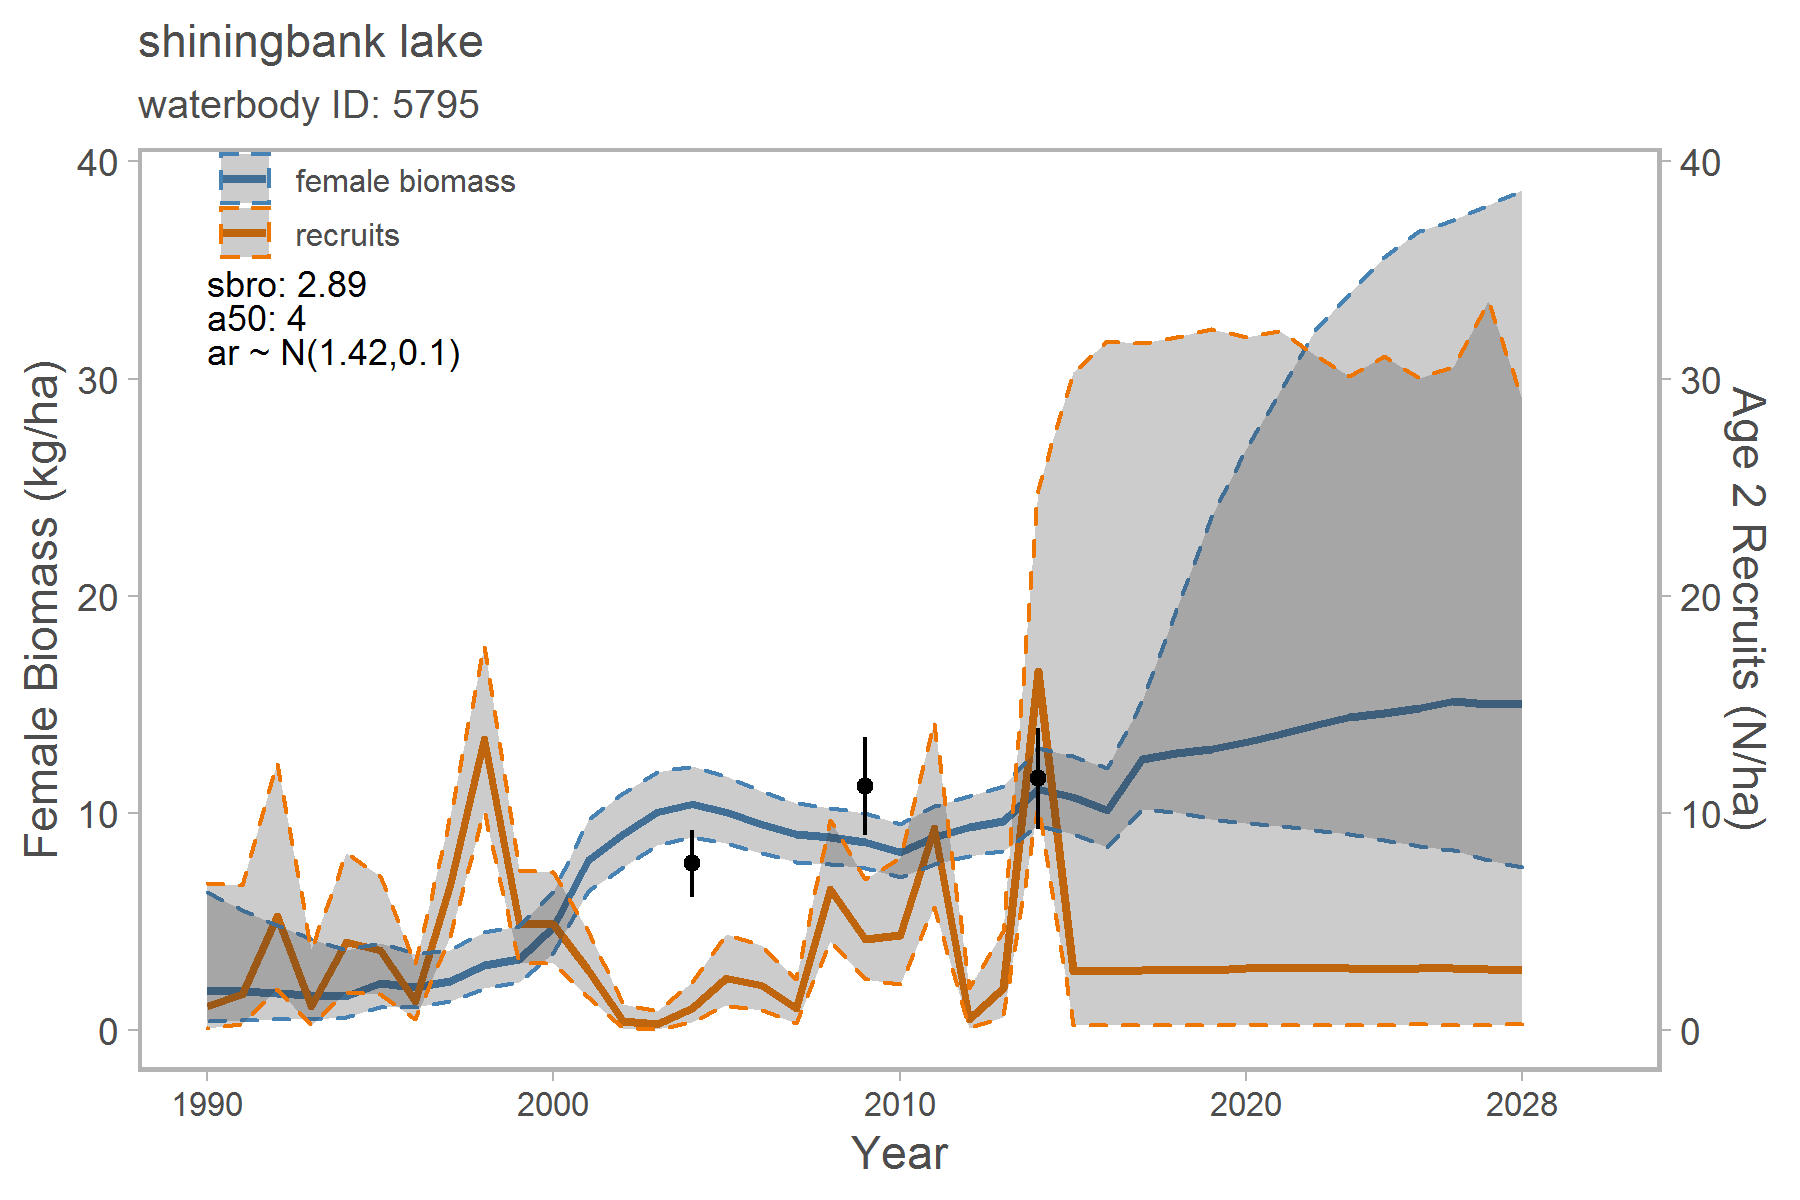 shiningbank lake
waterbody ID: 5795
female biomass
recruits
sbro: 2.89
a50: 4
ar ~ N(1.42,0.1)
Female Biomass (kg/ha)
40
30
20
10
0
40
30
20
10
0
Age 2 Recruits (N/ha)
1990
2000
2010
2020
2028
Year